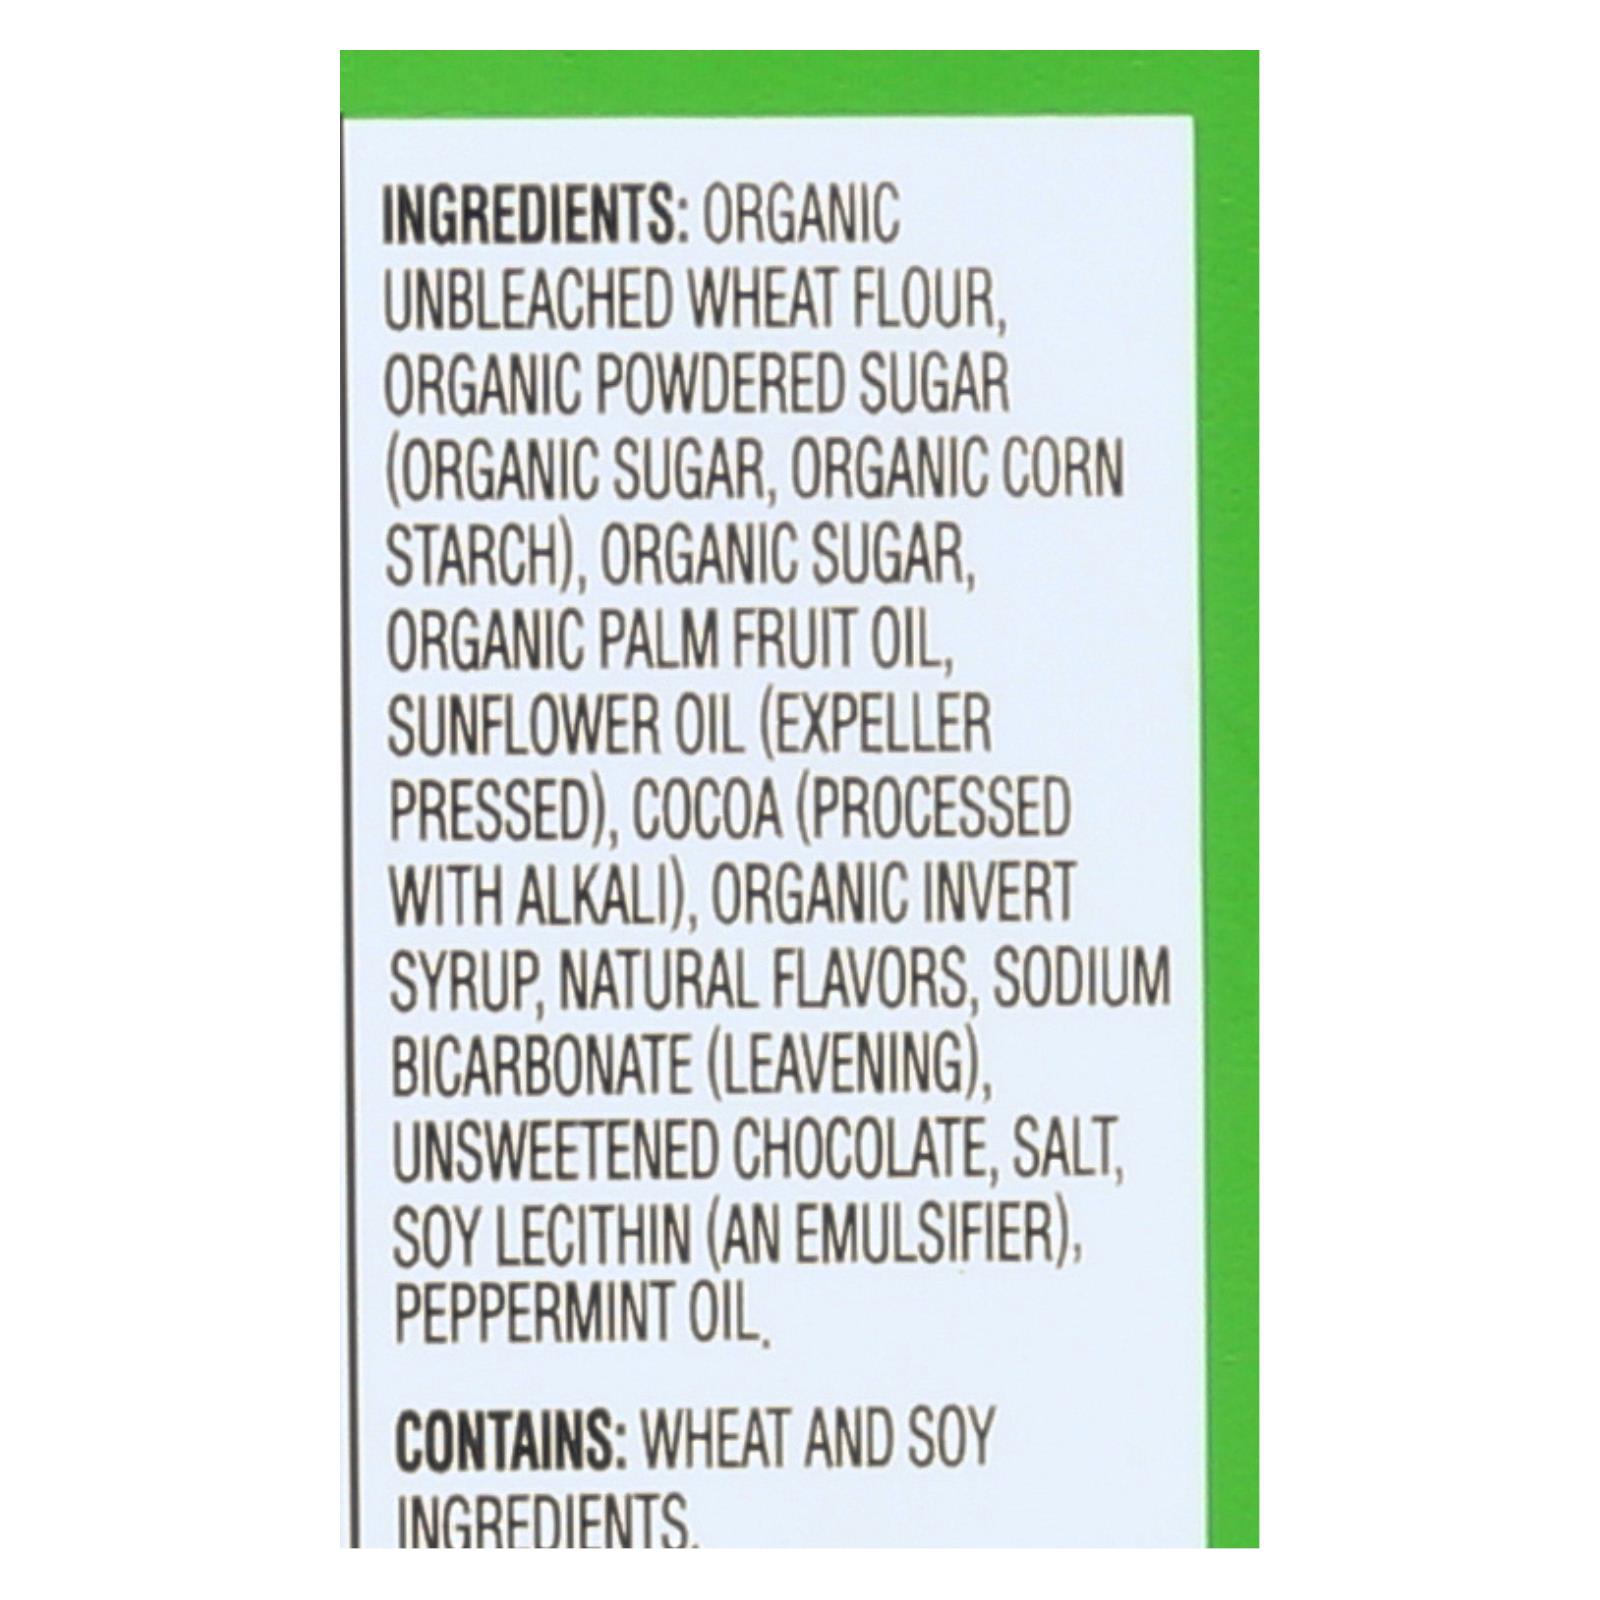 INGREDIENTS: ORGANIC
UNBLEACHED WHEAT FLOUR,
ORGANIC POWDERED SUGAR
(ORGANIC SUGAR, ORGANIC CORN
STARCH), ORGANIC SUGAR,
ORGANIC PALM FRUIT OIL,
SUNFLOWER OIL (EXPELLER
PRESSED), COCOA (PROCESSED
WITH ALKALI), ORGANIC INVERT
SYRUP, NATURAL FLAVORS, SODIUM
BICARBONATE (LEAVENING),
UNSWEETENED CHOCOLATE, SALT,
SOY LECITHIN (AN EMULSIFIER),
PEPPERMINT OIL.
CONTAINS: WHEAT AND SOY
INGREDIENTS.